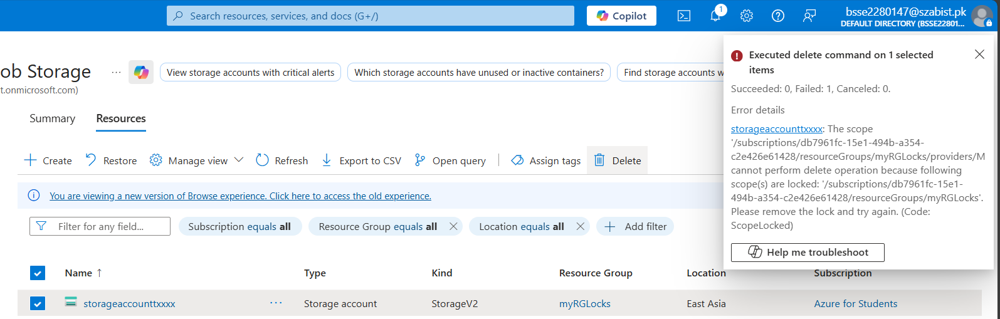 Search resources, services, and docs (G+/)
Copilot
1
bsse2280147@szabist.pk
DEFAULT DIRECTORY (BSSE22801...
ob Storage
...
View storage accounts with critical alerts
Which storage accounts have unused or inactive containers?
Find storage accounts w
t.onmicrosoft.com)
Executed delete command on 1 selected
items
Succeeded: 0, Failed: 1, Canceled: 0.
Error details
storageaccounttxxxx: The scope
'/subscriptions/db7961fc-15e1-494b-a354-
c2e426e61428/resourceGroups/myRGLocks/providers/M
cannot perform delete operation because following
scope(s) are locked: '/subscriptions/db7961fc-15e1-
494b-a354-c2e426e61428/resourceGroups/myRGLocks'.
Please remove the lock and try again. (Code:
ScopeLocked)
Help me troubleshoot
Summary
Resources
Create
Restore
Manage view
Refresh
Export to CSV
Open query
Assign tags
Delete
You are viewing a new version of Browse experience. Click here to access the old experience.
Filter for any field...
Subscription equals all
Resource Group equals all
Location equals all
Add filter
Name ↑
Type
Kind
Resource Group
Location
Subscription
storageaccounttxxxx
...
Storage account
StorageV2
myRGLocks
East Asia
Azure for Students